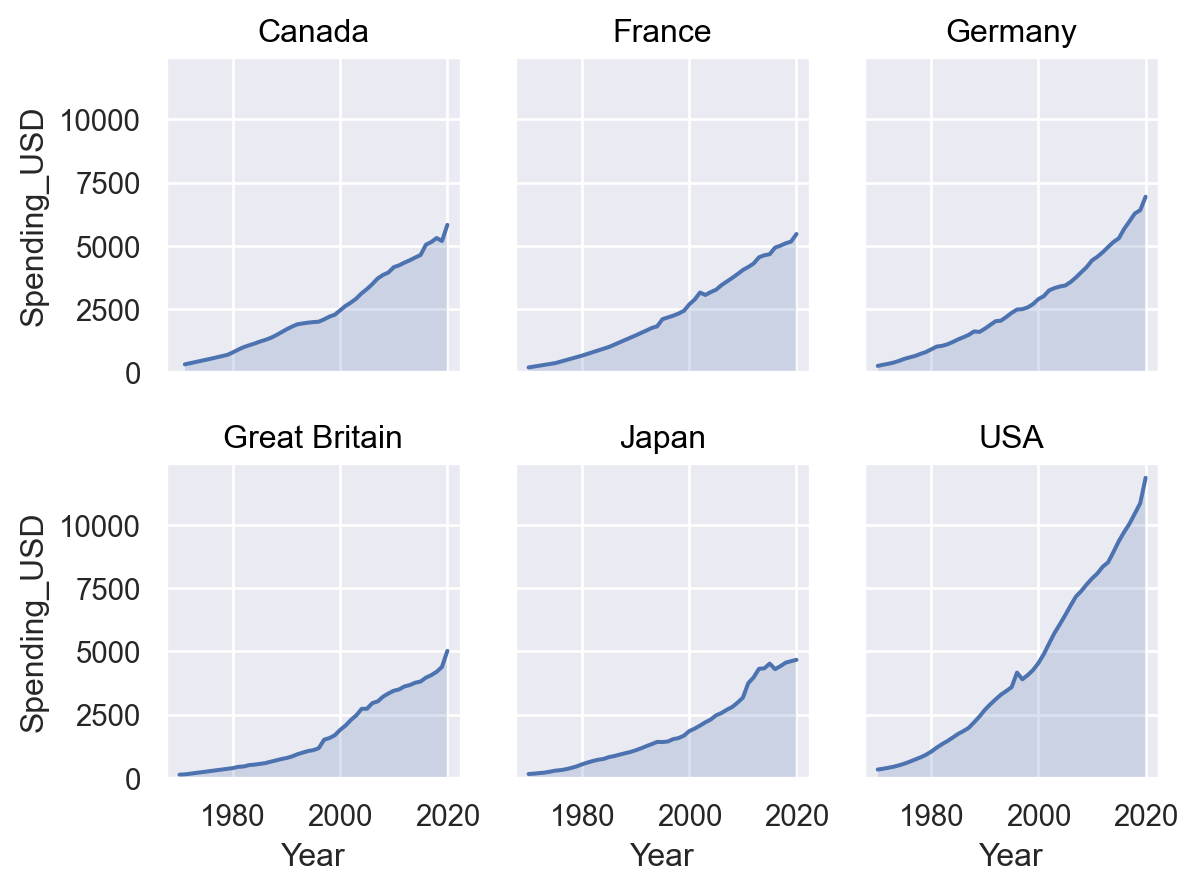 Canada
France
Germany
Spending_USD
10000
7500
5000
2500
0
Great Britain
Japan
USA
Spending_USD
10000
7500
5000
2500
0
1980 2000 2020
1980 2000 2020
1980 2000 2020
Year
Year
Year